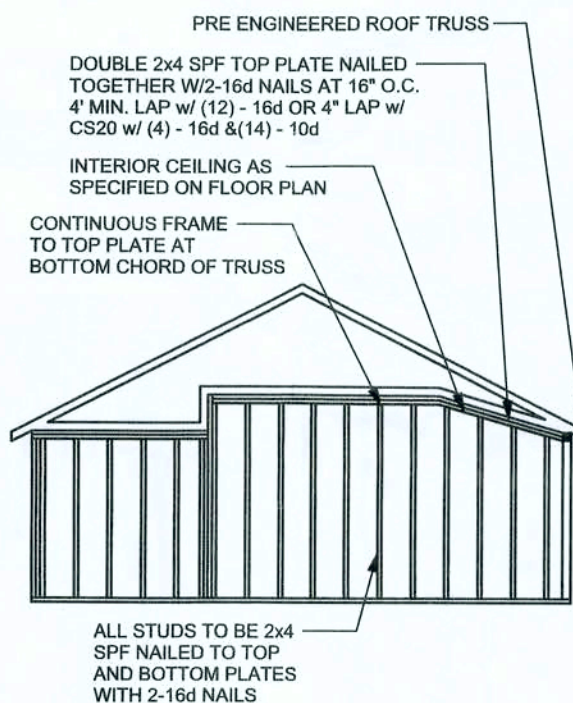 PRE ENGINEERED ROOF TRUSS
DOUBLE 2x4 SPF TOP PLATE NAILED
TOGETHER W/2-16d NAILS AT 16" O.C.
4' MIN. LAP w/ (12) - 16d OR 4" LAP w/
CS20 w/ (4) - 16d &(14) - 10d
INTERIOR CEILING AS
SPECIFIED ON FLOOR PLAN
CONTINUOUS FRAME
TO TOP PLATE AT
BOTTOM CHORD OF TRUSS
ALL STUDS TO BE 2x4
SPF NAILED TO TOP
AND BOTTOM PLATES
WITH 2-16d NAILS